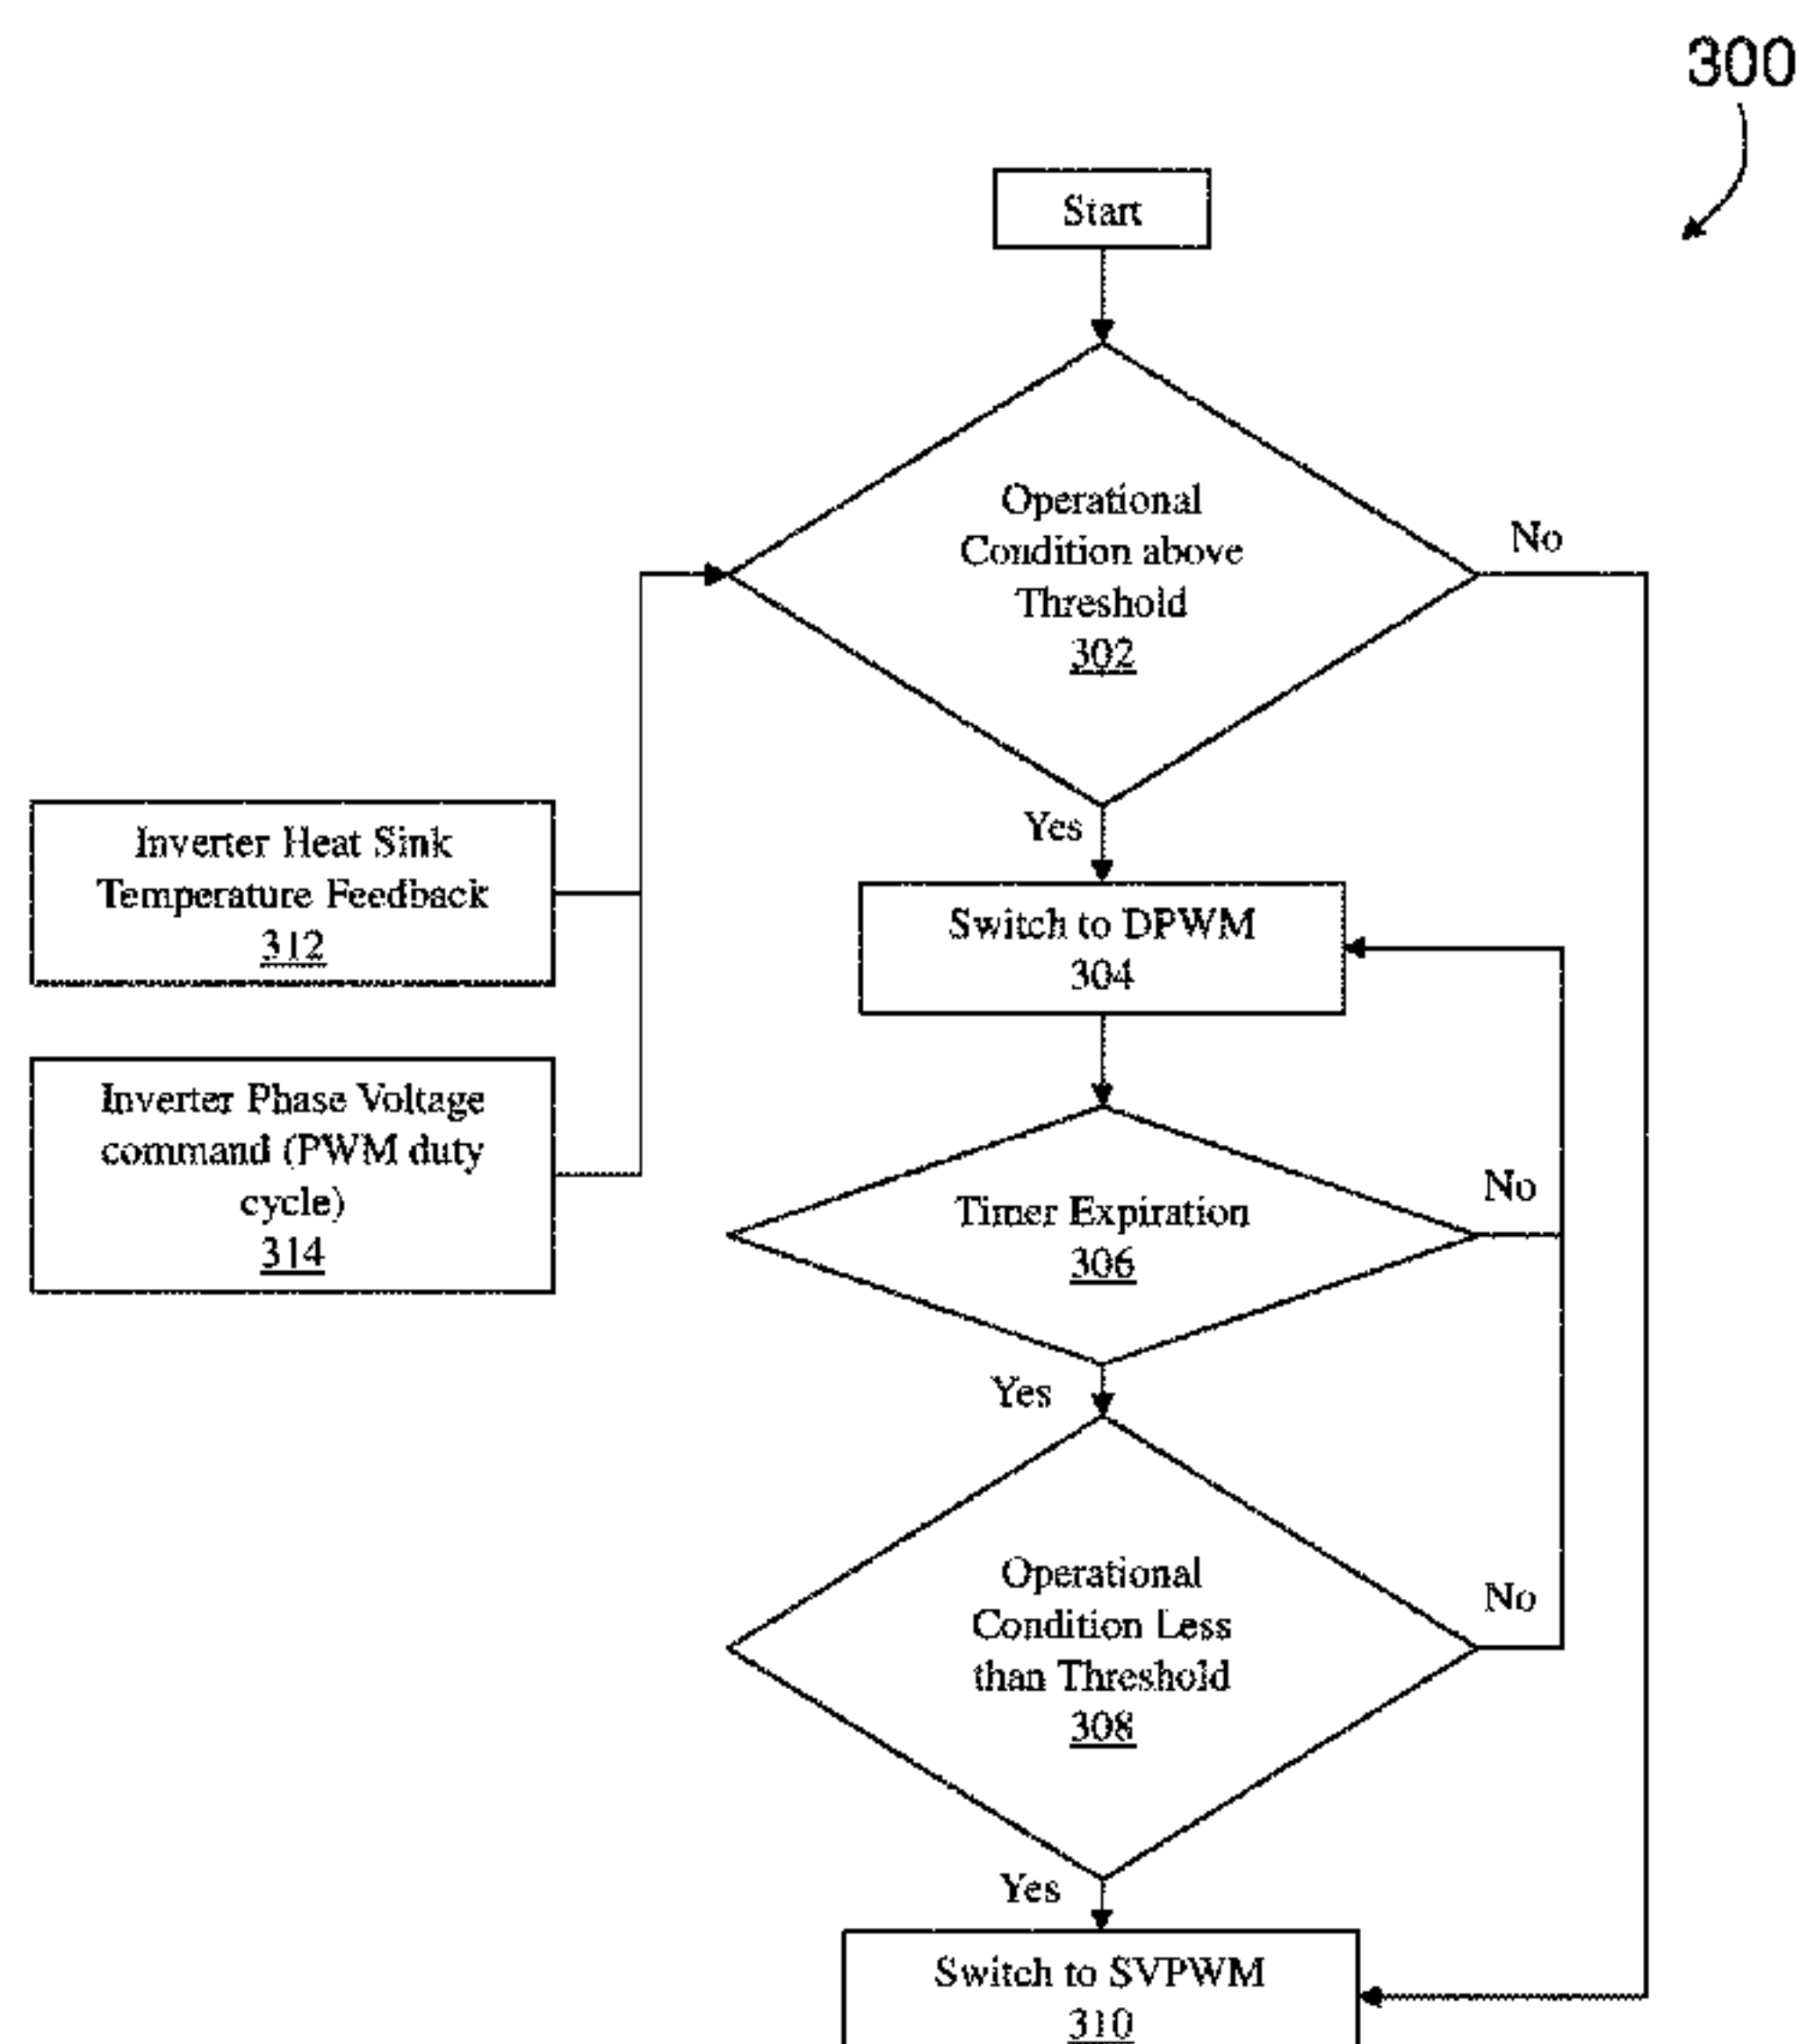 300
Start
Operational
Condition above
Threshold
302
No
Yes
Inverter Heat Sink
Temperature Feedback
312
Switch to DPWM
304
Inverter Phase Voltage
command (PWM duty
cycle)
314
Timer Expiration
306
No
Yes
Operational
Condition Less
than Threshold
308
No
Yes
Switch to SVPWM
310